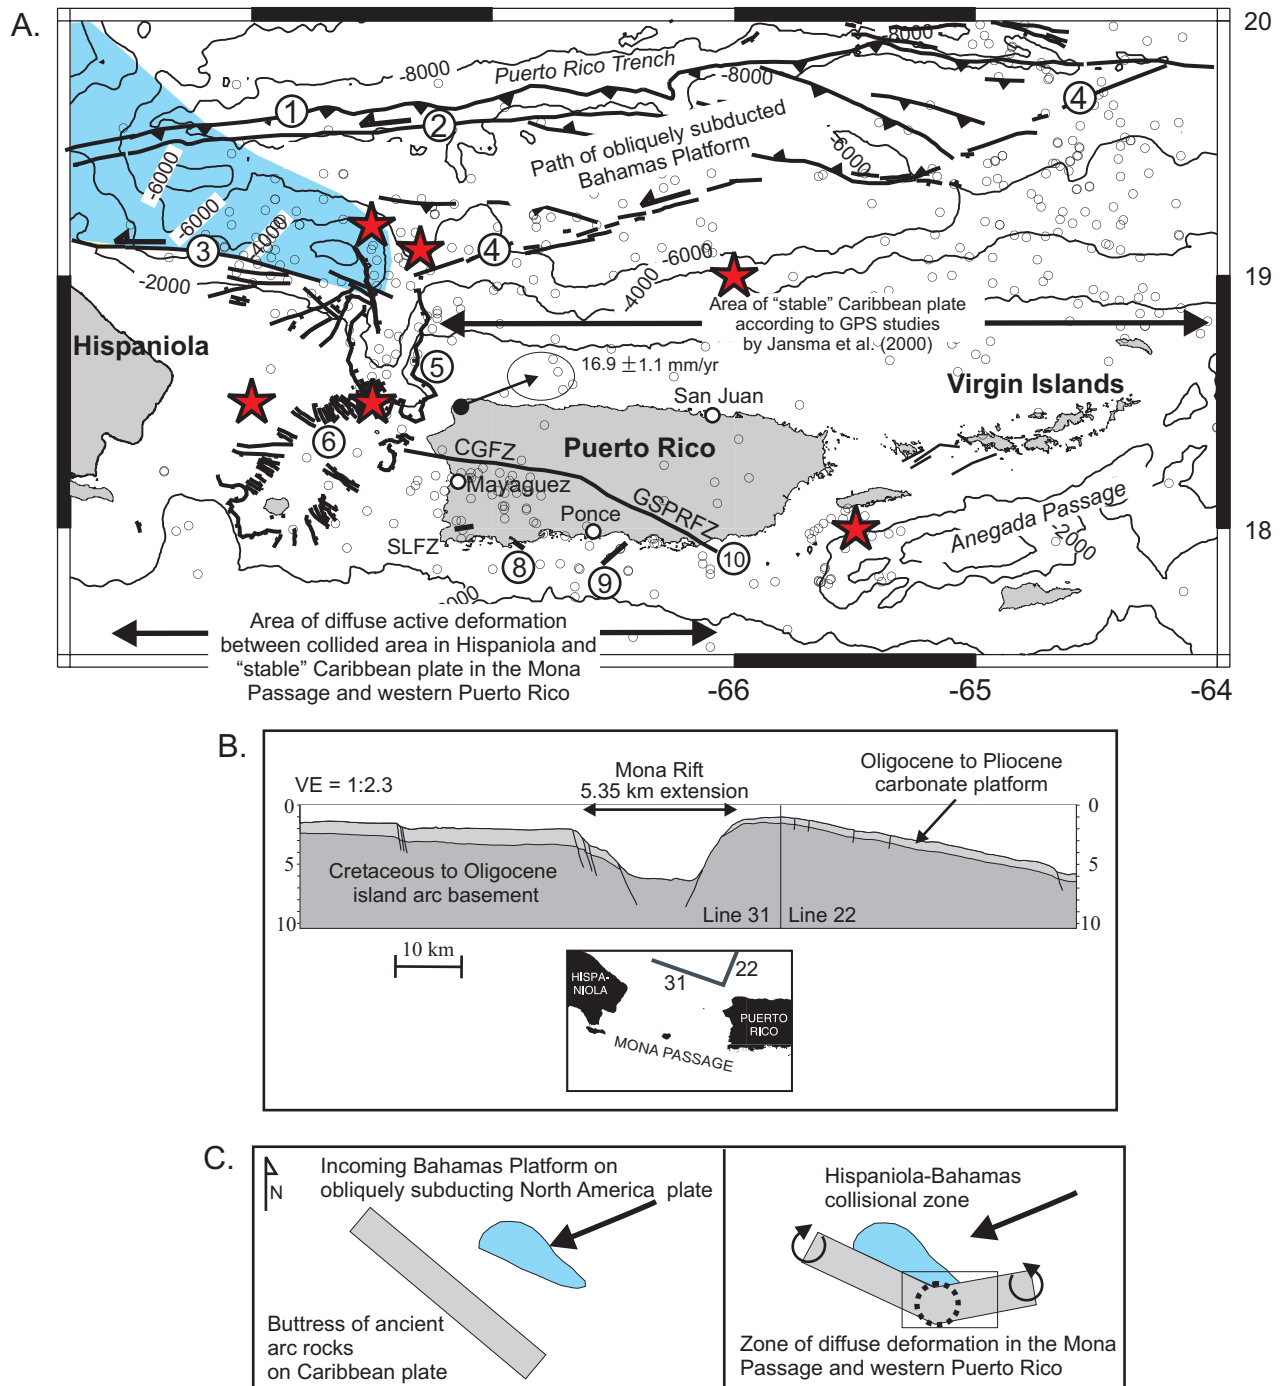 A.
20
-8000
Puerto Rico Trench
-8000
-8000
1
2
4
Path of obliquely subducted
Bahamas Platform
-6000
-6000
-6000
-4000
3
4
-2000
-6000
-4000
19
Area of “stable” Caribbean plate
according to GPS studies
by Jansma et al. (2000)
Hispaniola
5
16.9 ±1.1 mm/yr
San Juan
Virgin Islands
6
CGFZ
Puerto Rico
Mayaguez
GSPRFZ
Ponce
Anegada Passage
-2000
18
SLFZ
8
9
10
Area of diffuse active deformation
between collided area in Hispaniola and
“stable” Caribbean plate in the Mona
Passage and western Puerto Rico
-66
-65
-64
B.
VE = 1:2.3
Mona Rift
5.35 km extension
Oligocene to Pliocene
carbonate platform
0
0
5
5
Cretaceous to Oligocene
island arc basement
Line 31
Line 22
10
10
10 km
HISPA-
NIOLA
31
22
PUERTO
RICO
MONA PASSAGE
C.
N
Incoming Bahamas Platform on
obliquely subducting North America plate
Buttress of ancient
arc rocks
on Caribbean plate
Hispaniola-Bahamas
collisional zone
Zone of diffuse deformation in the Mona
Passage and western Puerto Rico